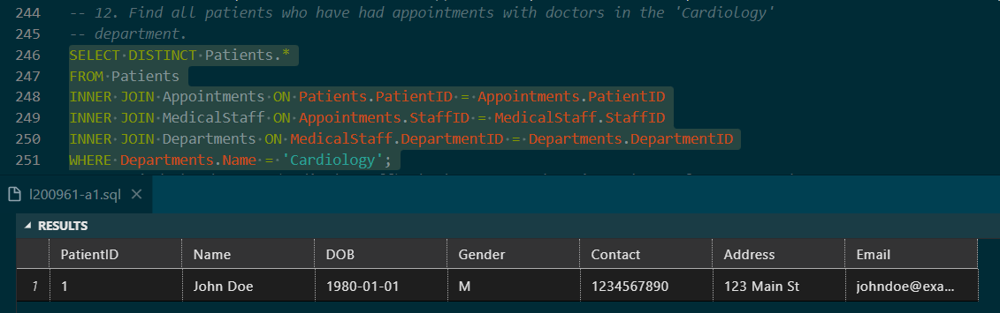 244 -- 12. Find all patients who have had appointments with doctors in the 'Cardiology'
245 -- department.
246 SELECT DISTINCT Patients.*
247 FROM Patients
248 INNER JOIN Appointments ON Patients.PatientID = Appointments.PatientID
249 INNER JOIN MedicalStaff ON Appointments.StaffID = MedicalStaff.StaffID
250 INNER JOIN Departments ON MedicalStaff.DepartmentID = Departments.DepartmentID
251 WHERE Departments.Name = 'Cardiology';
l200961-a1.sql
RESULTS
PatientID Name DOB Gender Contact Address Email
1 1 John Doe 1980-01-01 M 1234567890 123 Main St johndoe@exa...